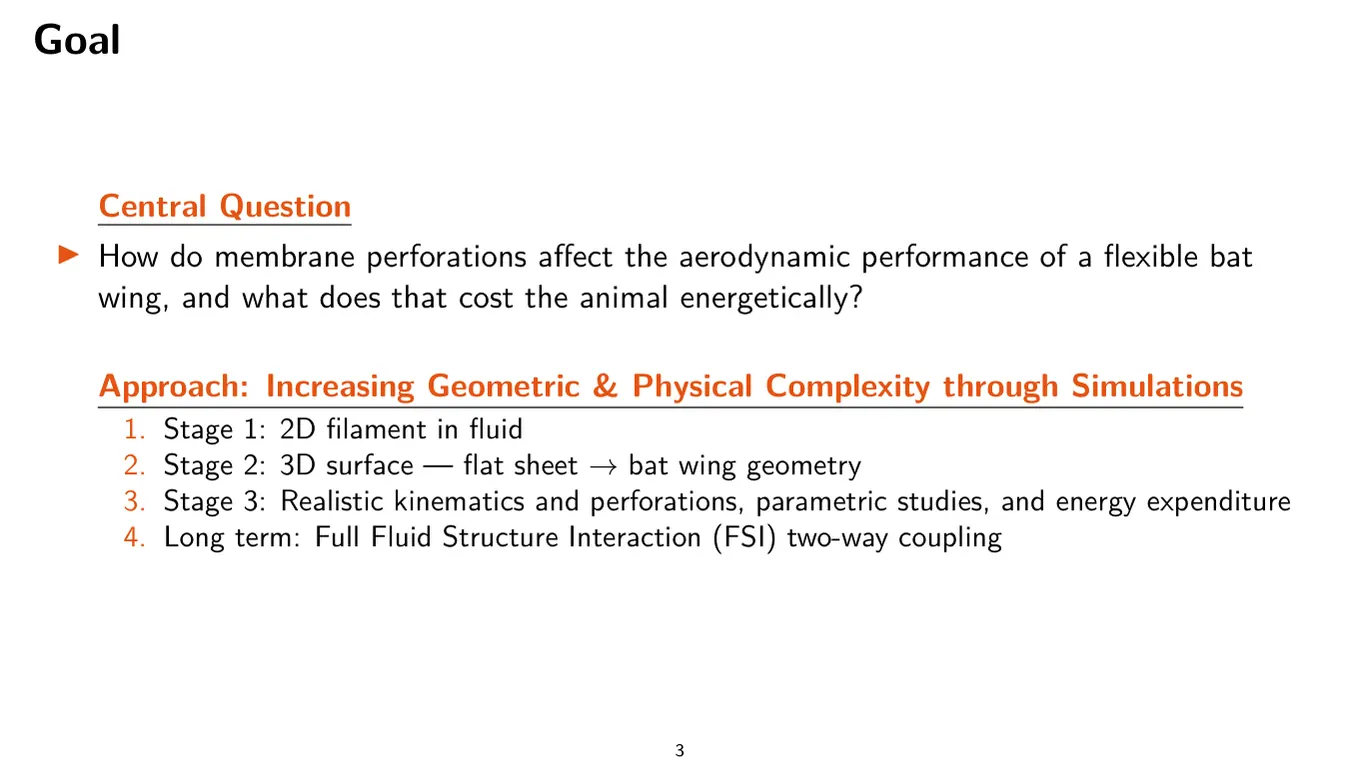 Goal
Central Question
▶ How do membrane perforations affect the aerodynamic performance of a flexible bat
wing, and what does that cost the animal energetically?
Approach: Increasing Geometric & Physical Complexity through Simulations
1. Stage 1: 2D filament in fluid
2. Stage 2: 3D surface — flat sheet → bat wing geometry
3. Stage 3: Realistic kinematics and perforations, parametric studies, and energy expenditure
4. Long term: Full Fluid Structure Interaction (FSI) two-way coupling
3